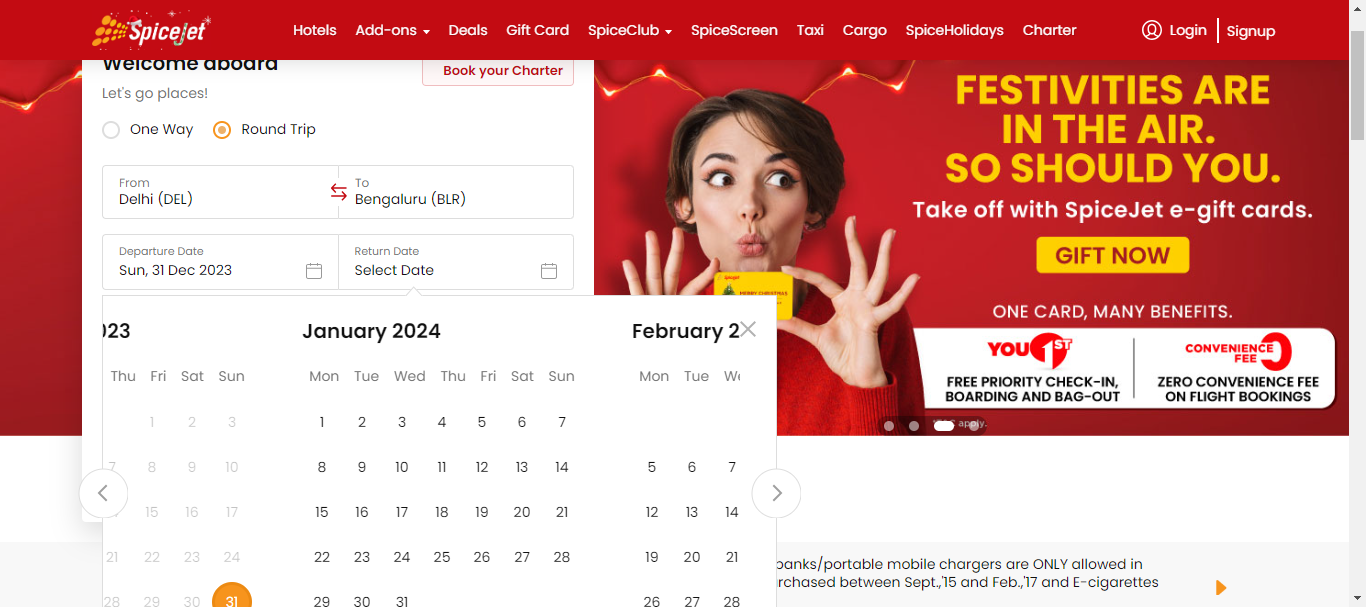 SpiceJet
Hotels Add-ons Deals Gift Card SpiceClub SpiceScreen Taxi Cargo SpiceHolidays Charter Login Signup
Welcome aboard
Book your Charter
Let's go places!
One Way Round Trip
From To
Delhi (DEL) Bengaluru (BLR)
Departure Date Return Date
Sun, 31 Dec 2023 Select Date
FESTIVITIES ARE
IN THE AIR.
SO SHOULD YOU.
Take off with SpiceJet e-gift cards.
GIFT NOW
MERRY CHRISTMAS
ONE CARD, MANY BENEFITS.
YOU 1ST
FREE PRIORITY CHECK-IN,
BOARDING AND BAG-OUT
CONVENIENCE
FEE 0
ZERO CONVENIENCE FEE
ON FLIGHT BOOKINGS
apply.
023 January 2024 February 2
Thu Fri Sat Sun Mon Tue Wed Thu Fri Sat Sun Mon Tue We
1 2 3 1 2 3 4 5 6 7
7 8 9 10 8 9 10 11 12 13 14 5 6 7
15 16 17 15 16 17 18 19 20 21 12 13 14
21 22 23 24 22 23 24 25 26 27 28 19 20 21
28 29 30 31 29 30 31 26 27 28
banks/portable mobile chargers are ONLY allowed in
rchased between Sept.,'15 and Feb.,'17 and E-cigarettes